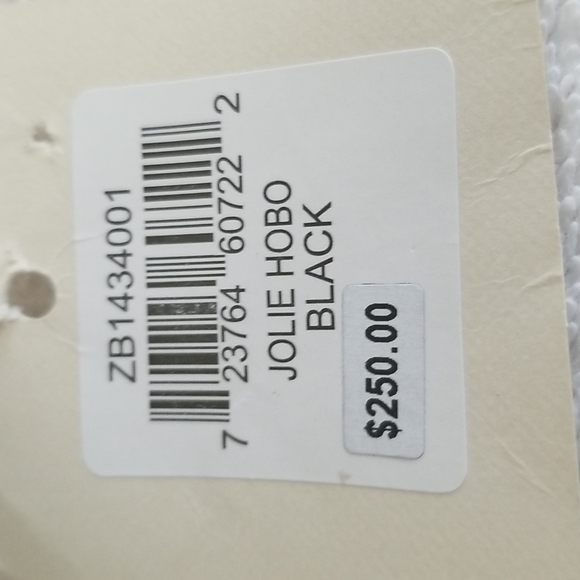 ZB1434001
7 23764 60722 2
JOLIE HOBO
BLACK
$250.00